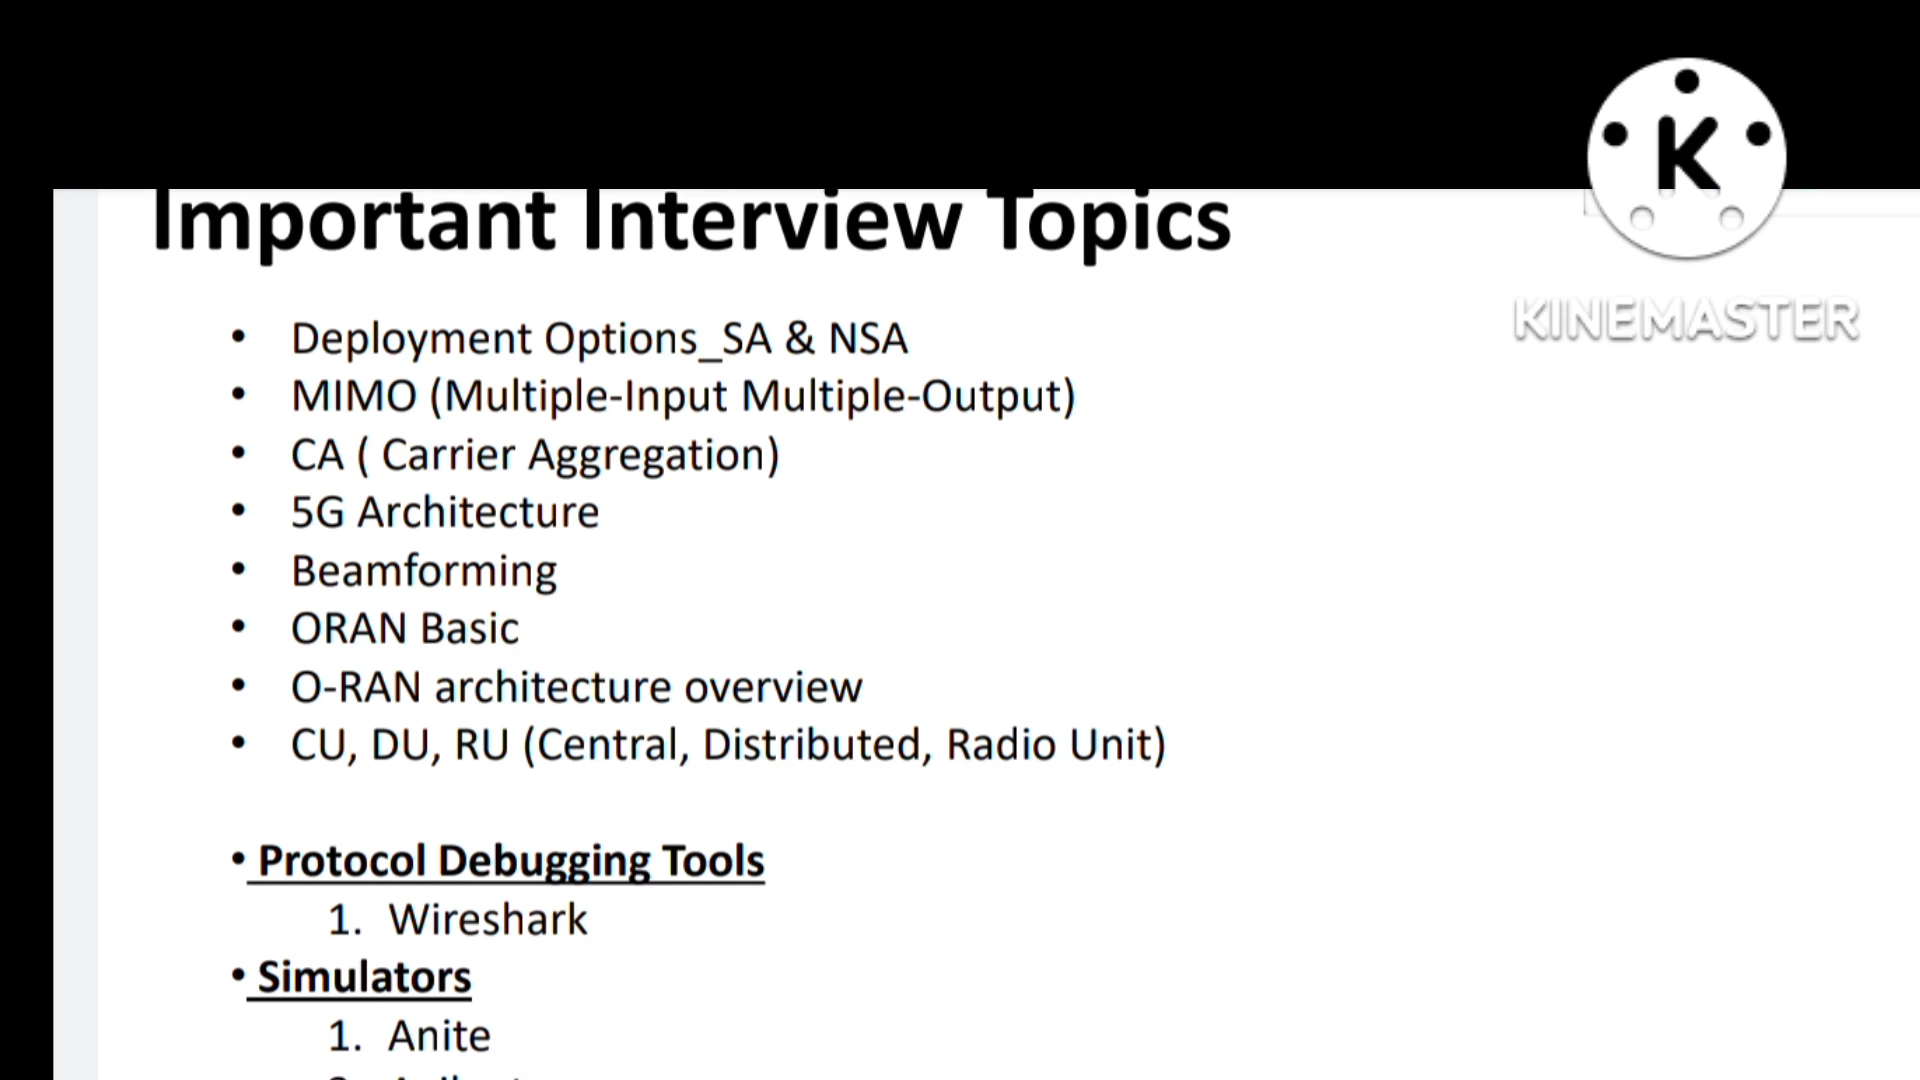 Important Interview Topics
K
KINEMASTER
• Deployment Options_SA & NSA
• MIMO (Multiple-Input Multiple-Output)
• CA ( Carrier Aggregation)
• 5G Architecture
• Beamforming
• ORAN Basic
• O-RAN architecture overview
• CU, DU, RU (Central, Distributed, Radio Unit)
• Protocol Debugging Tools
1. Wireshark
• Simulators
1. Anite